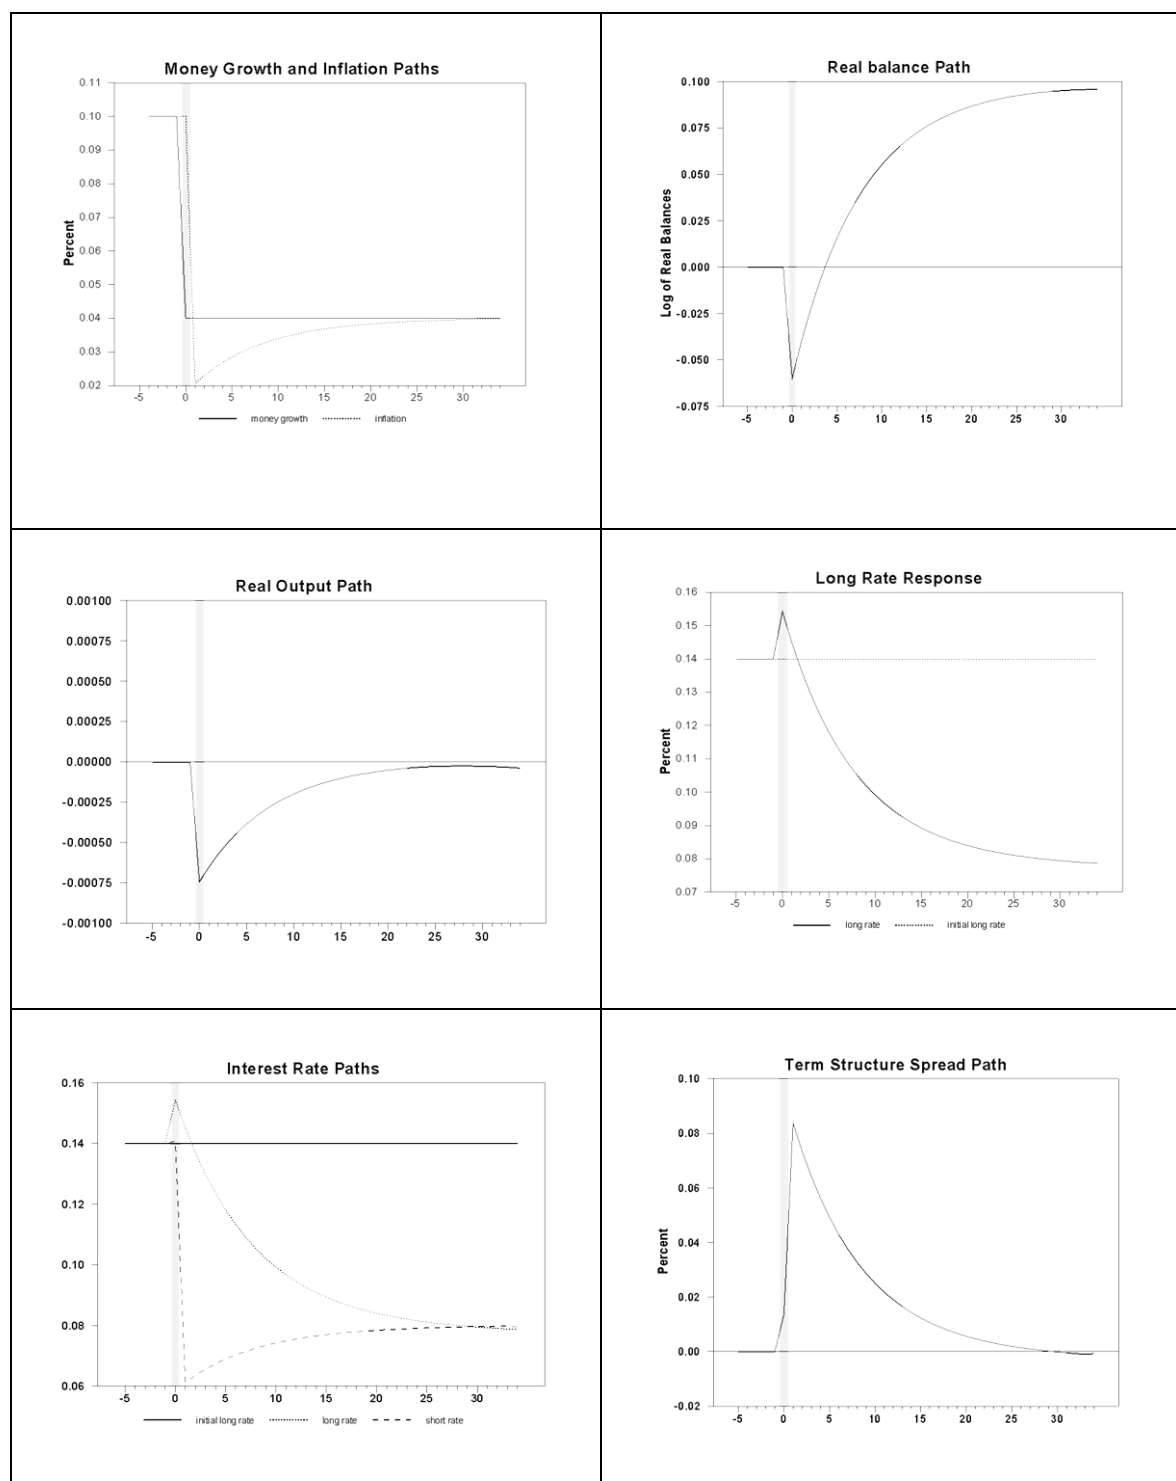 Money Growth and Inflation Paths
0.11
0.10
0.09
0.08
0.07
0.06
0.05
0.04
0.03
0.02
Percent
-5 0 5 10 15 20 25 30
money growth inflation
Real balance Path
0.100
0.075
0.050
0.025
0.000
-0.025
-0.050
-0.075
Log of Real Balances
-5 0 5 10 15 20 25 30
Real Output Path
0.00100
0.00075
0.00050
0.00025
0.00000
-0.00025
-0.00050
-0.00075
-0.00100
-5 0 5 10 15 20 25 30
Long Rate Response
0.16
0.15
0.14
0.13
0.12
0.11
0.10
0.09
0.08
0.07
Percent
-5 0 5 10 15 20 25 30
long rate initial long rate
Interest Rate Paths
0.16
0.14
0.12
0.10
0.08
0.06
-5 0 5 10 15 20 25 30
initial long rate long rate short rate
Term Structure Spread Path
0.10
0.08
0.06
0.04
0.02
0.00
-0.02
Percent
-5 0 5 10 15 20 25 30